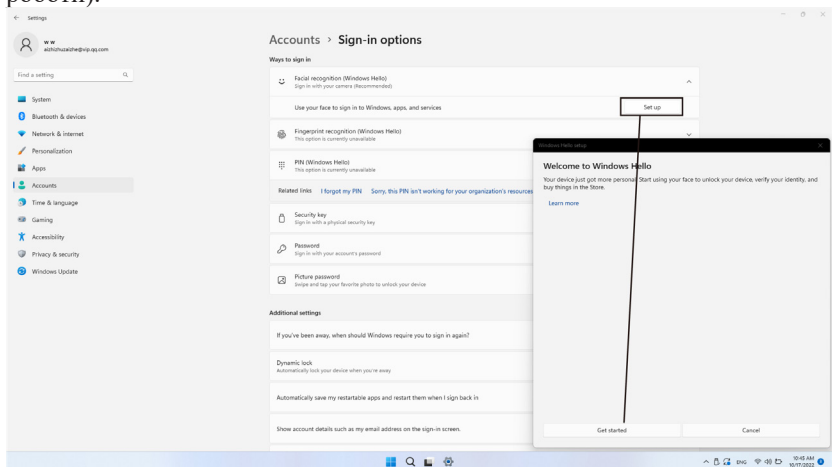 Settings
w w
aizhizhuzaizhe@vip.qq.com
Find a setting
System
Bluetooth & devices
Network & internet
Personalization
Apps
Accounts
Time & language
Gaming
Accessibility
Privacy & security
Windows Update
Accounts > Sign-in options
Ways to sign in
Facial recognition (Windows Hello)
Sign in with your camera (Recommended)
Use your face to sign in to Windows, apps, and services
Set up
Fingerprint recognition (Windows Hello)
This option is currently unavailable
PIN (Windows Hello)
This option is currently unavailable
Related links I forgot my PIN Sorry, this PIN isn't working for your organization's resources
Security key
Sign in with a physical security key
Password
Sign in with your account's password
Picture password
Swipe and tap your favorite photo to unlock your device
Additional settings
If you've been away, when should Windows require you to sign in again?
Dynamic lock
Automatically lock your device when you're away
Automatically save my restartable apps and restart them when I sign back in
Show account details such as my email address on the sign-in screen.
Windows Hello setup
Welcome to Windows Hello
Your device just got more personal. Start using your face to unlock your device, verify your identity, and
buy things in the Store.
Learn more
Get started
Cancel
ENG
10:45 AM
10/17/2022